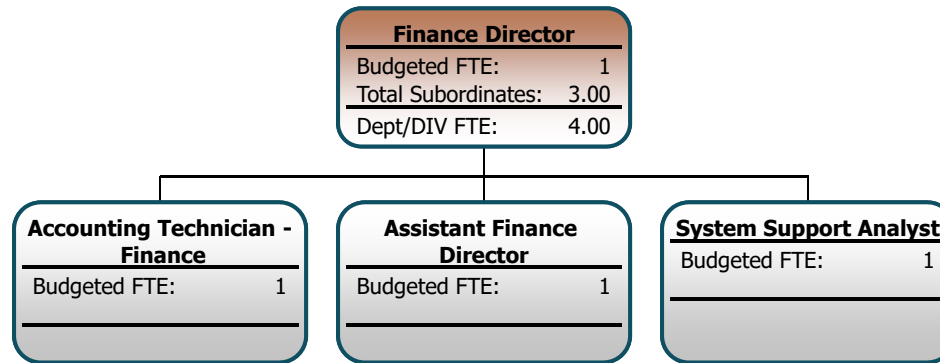 Finance Director
Budgeted FTE: 1
Total Subordinates: 3.00
Dept/DIV FTE: 4.00
Accounting Technician -
Finance
Budgeted FTE: 1
Assistant Finance
Director
Budgeted FTE: 1
System Support Analyst
Budgeted FTE: 1